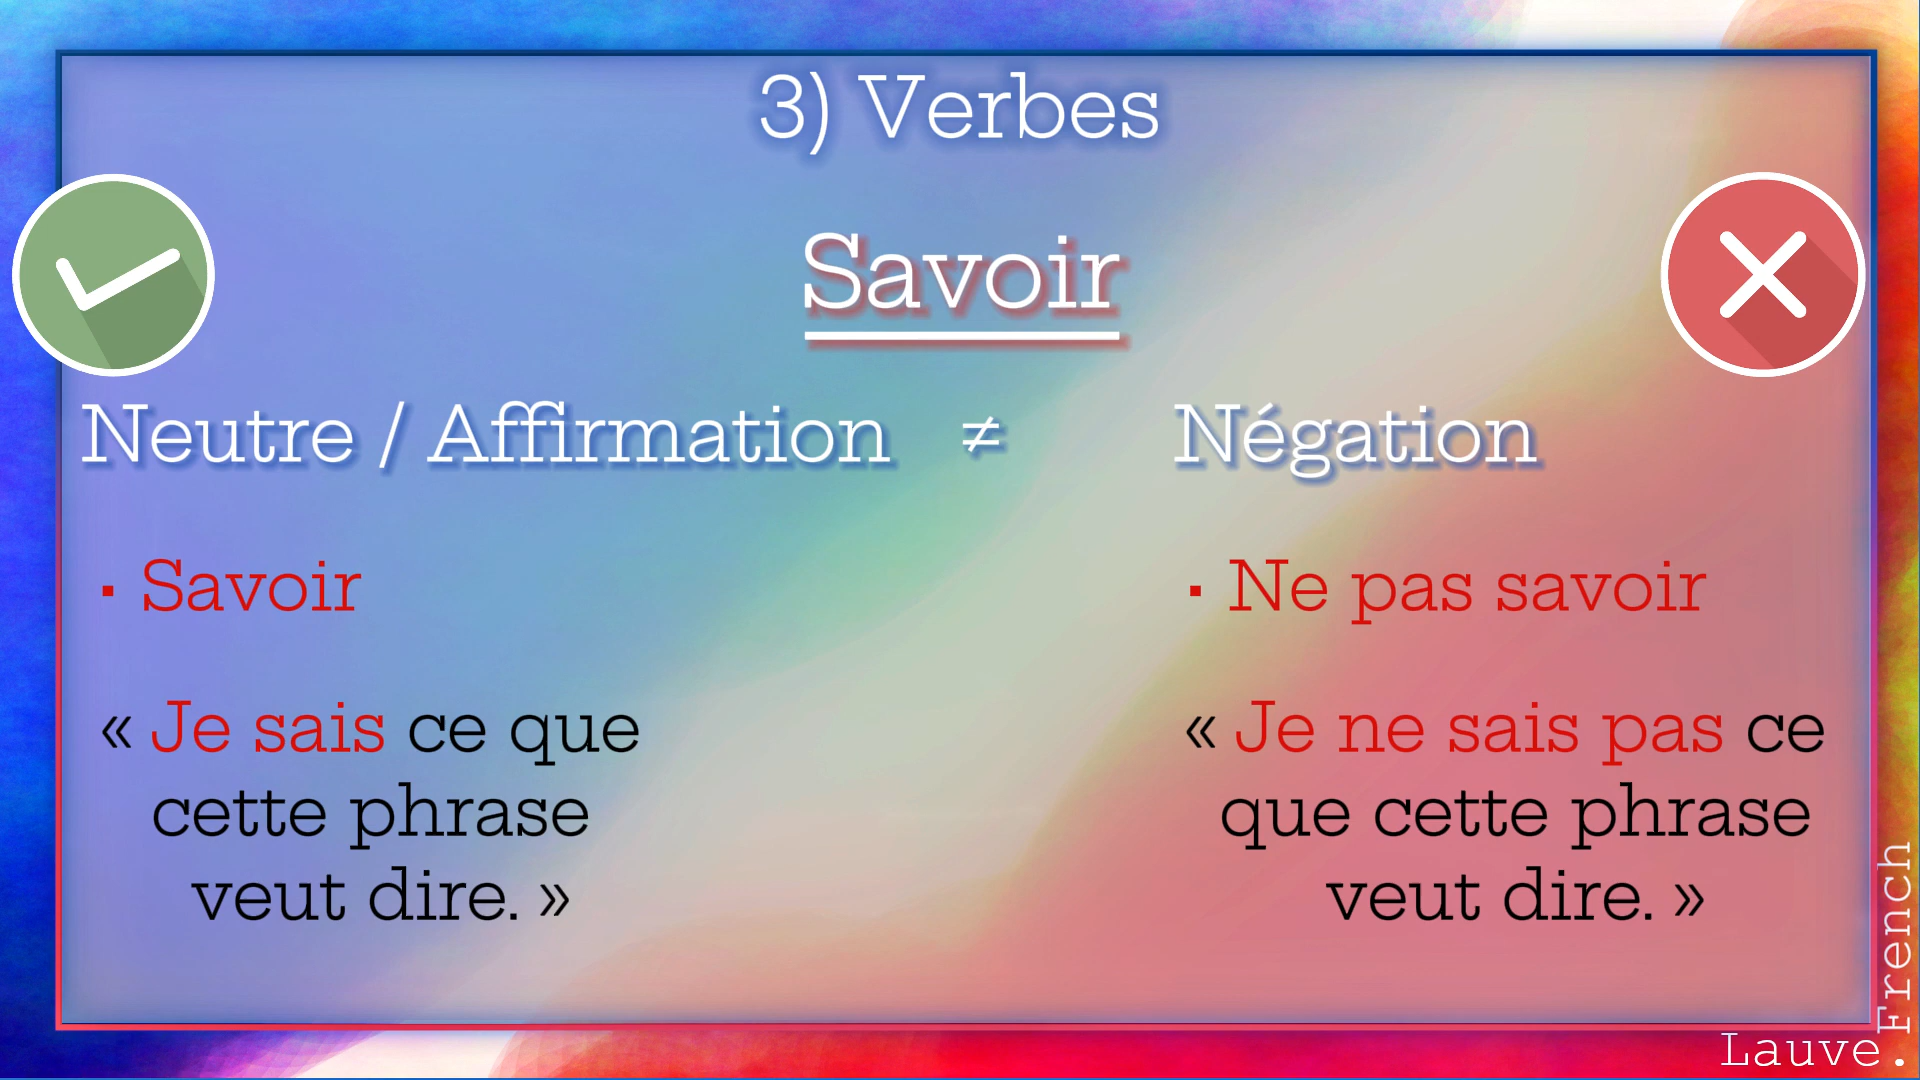 3) Verbes
Savoir
Neutre / Affirmation ≠ Négation
· Savoir
« Je sais ce que
cette phrase
veut dire. »
· Ne pas savoir
« Je ne sais pas ce
que cette phrase
veut dire. »
Lauve.French